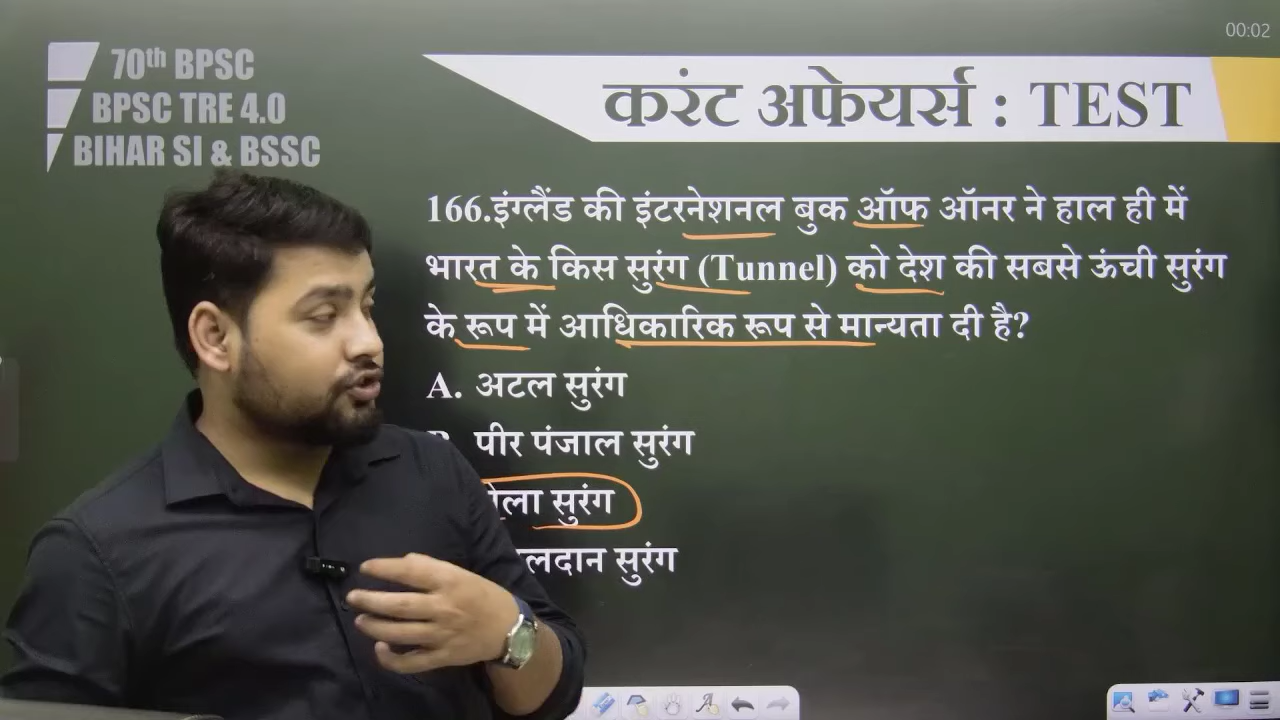 00:02
70th BPSC
BPSC TRE 4.0
BIHAR SI & BSSC
करंट अफेयर्स : TEST
166.इंग्लैंड की इंटरनेशनल बुक ऑफ ऑनर ने हाल ही में
भारत के किस सुरंग (Tunnel) को देश की सबसे ऊंची सुरंग
के रूप में आधिकारिक रूप से मान्यता दी है?
A. अटल सुरंग
पीर पंजाल सुरंग
सुरंग
सुरंग